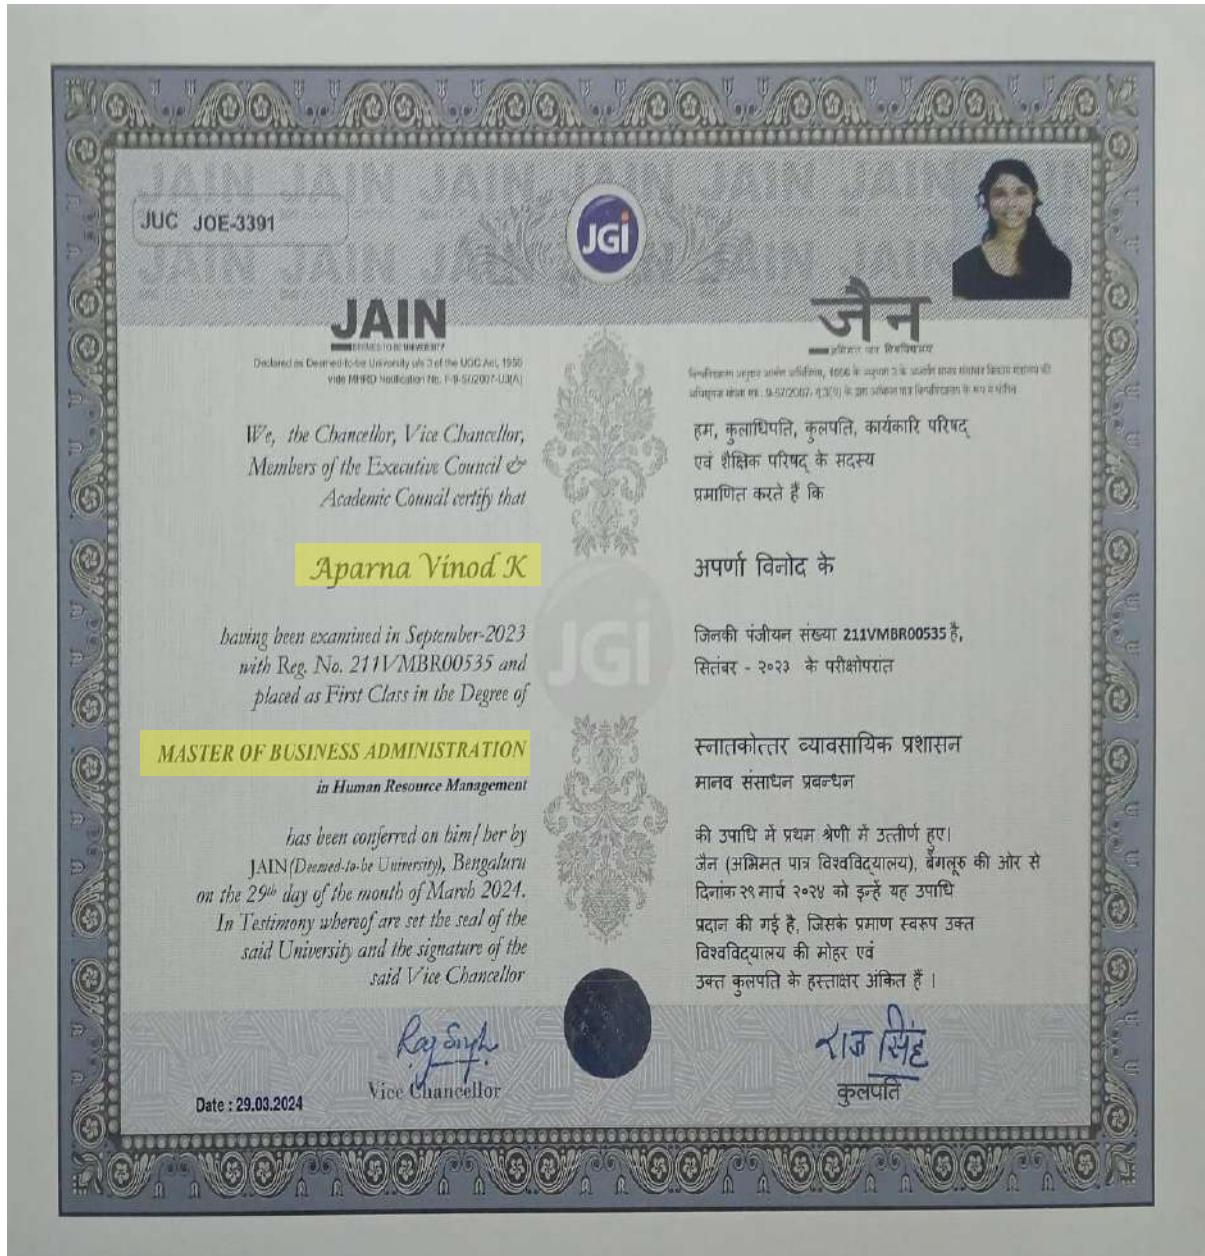 JUC JOE-3391
JGi
JAIN
DEEMED-TO-BE UNIVERSITY
Declared as Deemed-to-be University u/s 3 of the UGC Act, 1956
vide MHRD Notification No. F-9-57/2007-U3(A)
We, the Chancellor, Vice Chancellor,
Members of the Executive Council &
Academic Council certify that
Aparna Vinod K
having been examined in September-2023
with Reg. No. 211VMBR00535 and
placed as First Class in the Degree of
MASTER OF BUSINESS ADMINISTRATION
in Human Resource Management
has been conferred on him/her by
JAIN (Deemed-to-be University), Bengaluru
on the 29th day of the month of March 2024.
In Testimony whereof are set the seal of the
said University and the signature of the
said Vice Chancellor
Raj Singh
Vice Chancellor
Date : 29.03.2024
जैन
हम, कुलाधिपति, कुलपति, कार्यकारि परिषद्
एवं शैक्षिक परिषद् के सदस्य
प्रमाणित करते हैं कि
अपर्णा विनोद के
जिनकी पंजीयन संख्या 211VMBR00535 है,
सितंबर - २०२३ के परीक्षोपरांत
स्नातकोत्तर व्यावसायिक प्रशासन
मानव संसाधन प्रबन्धन
की उपाधि में प्रथम श्रेणी में उत्तीर्ण हुए।
जैन (अभिमत पात्र विश्वविद्यालय), बेंगलूरु की ओर से
दिनांक २९ मार्च २०२४ को इन्हें यह उपाधि
प्रदान की गई है, जिसके प्रमाण स्वरूप उक्त
विश्वविद्यालय की मोहर एवं
उक्त कुलपति के हस्ताक्षर अंकित हैं ।
राज सिंह
कुलपति
JGi